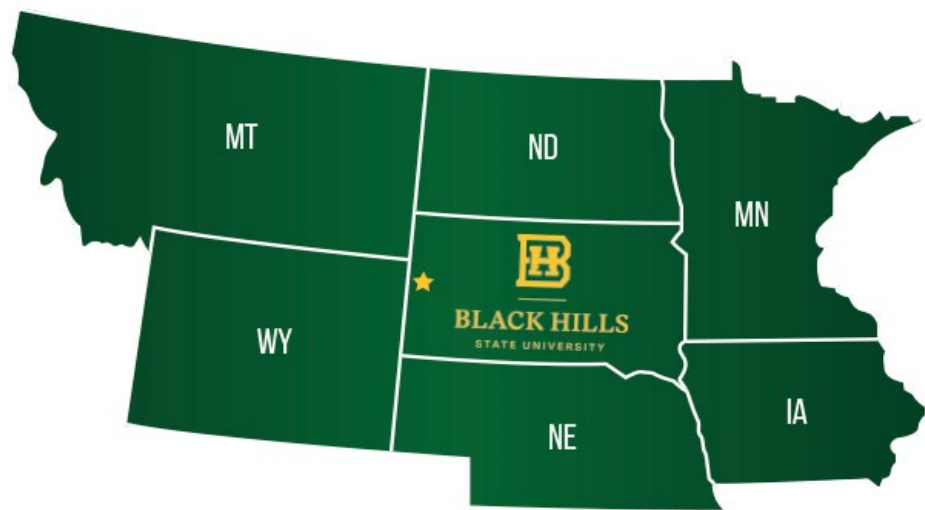 MT
ND
MN
BH
BLACK HILLS
STATE UNIVERSITY
WY
IA
NE